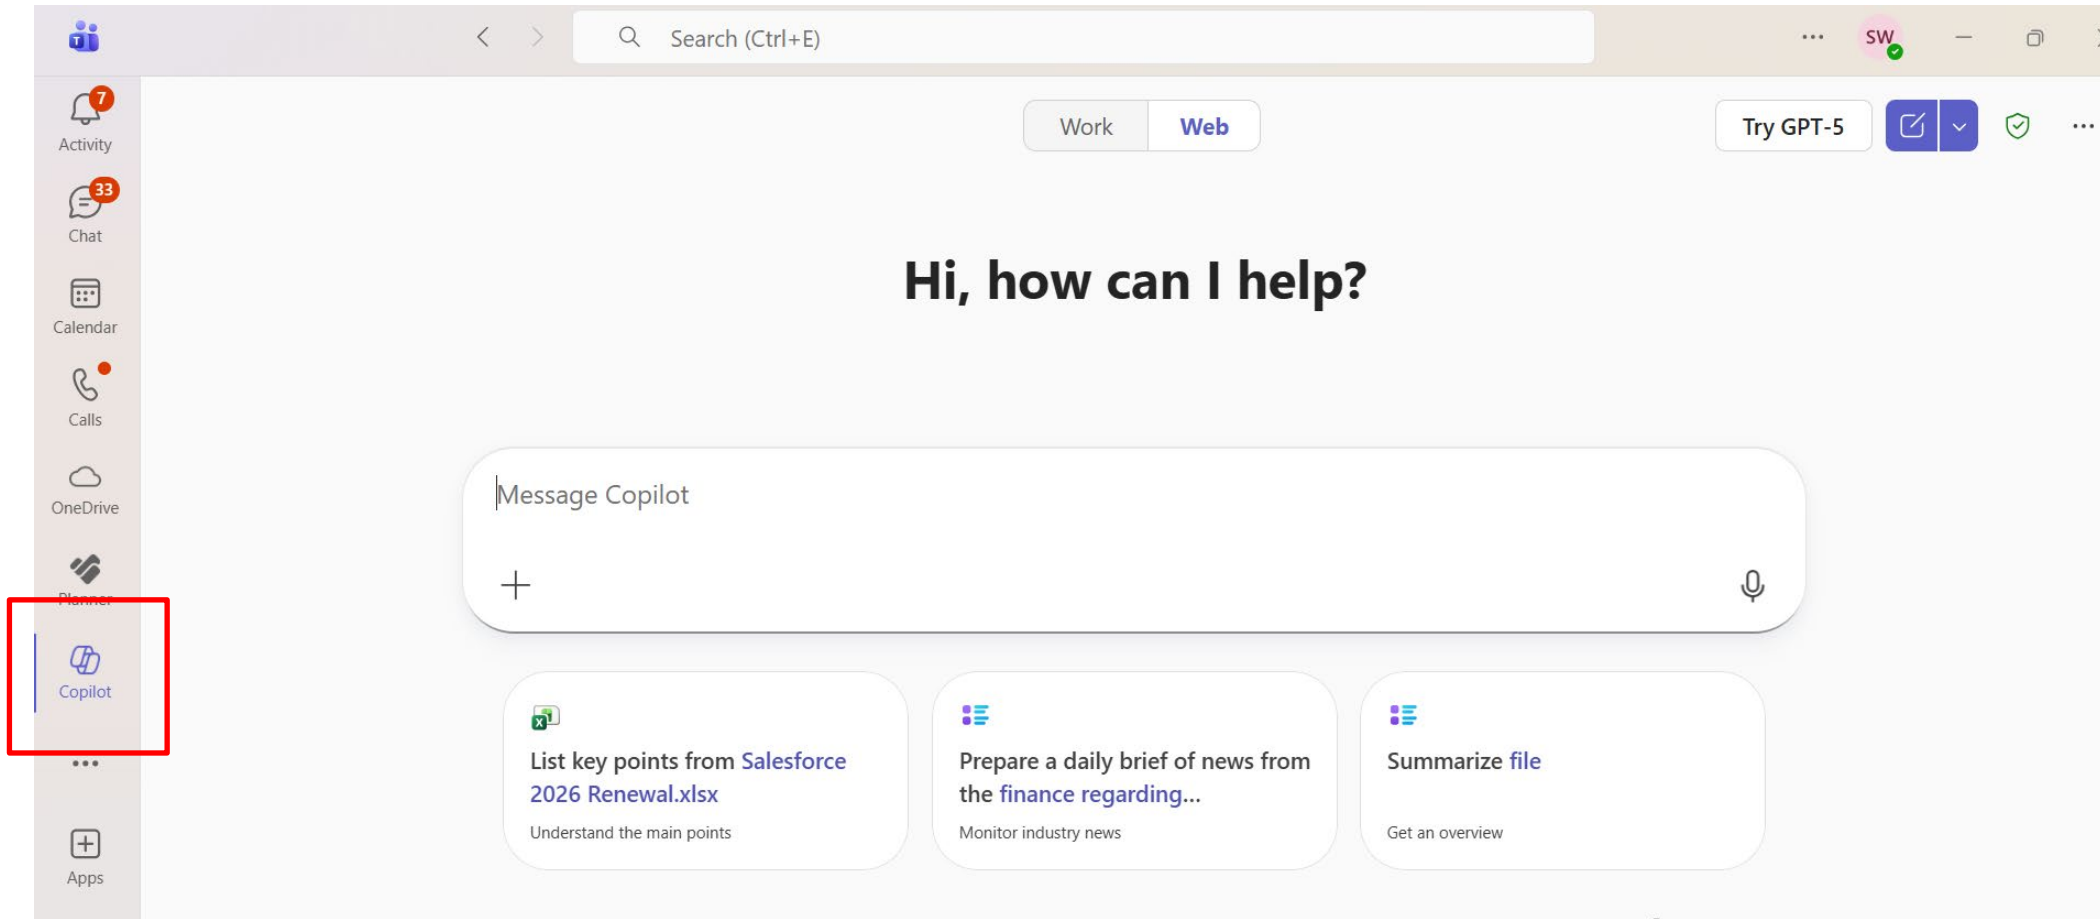 Search (Ctrl+E)
SW
7
Activity
33
Chat
Calendar
Calls
OneDrive
Planner
Copilot
Apps
Work
Web
Try GPT-5
Hi, how can I help?
Message Copilot
List key points from Salesforce
2026 Renewal.xlsx
Understand the main points
Prepare a daily brief of news from
the finance regarding...
Monitor industry news
Summarize file
Get an overview